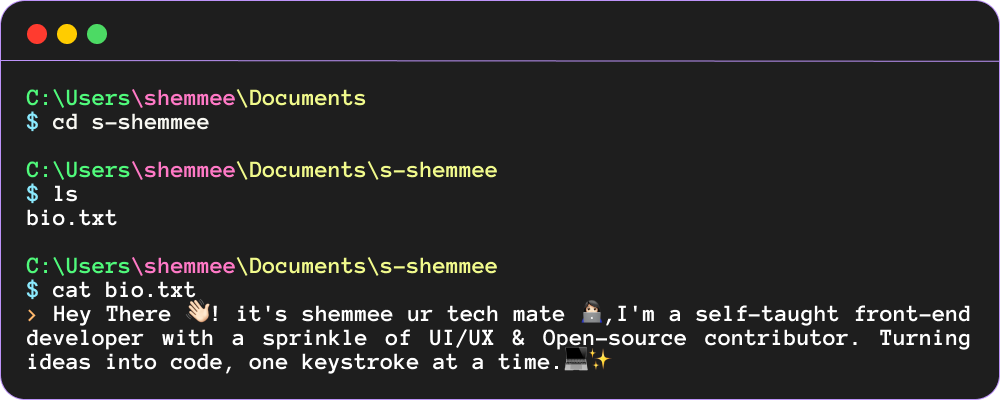 C:\Users\shemmee\Documents
$ cd s-shemmee
C:\Users\shemmee\Documents\s-shemmee
$ ls
bio.txt
C:\Users\shemmee\Documents\s-shemmee
$ cat bio.txt
> Hey There 👋🏻! it's shemmee ur tech mate 👩🏻‍💻,I'm a self-taught front-end
developer with a sprinkle of UI/UX & Open-source contributor. Turning
ideas into code, one keystroke at a time.💻✨